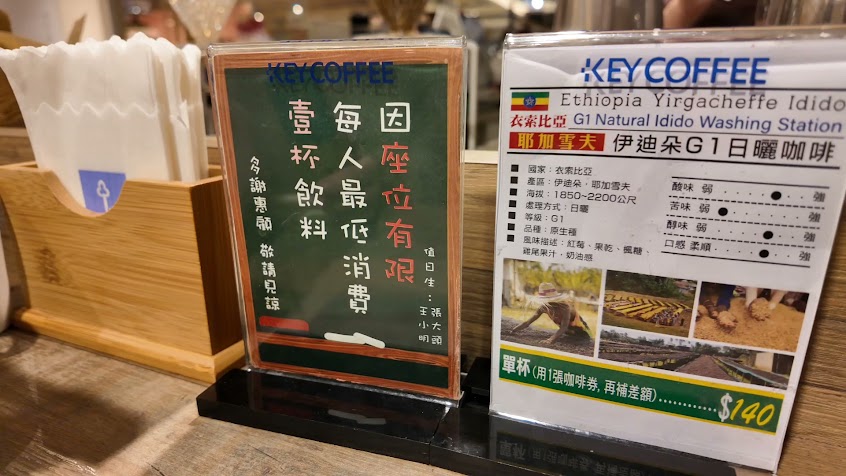 KEY COFFEE
因座位有限
每人最低消費
壹杯飲料
多謝惠顧 敬請見諒
值日生：張大頭
王小明
KEY COFFEE
Ethiopia Yirgacheffe Idido
衣索比亞 G1 Natural Idido Washing Station
耶加雪夫 伊迪朵G1日曬咖啡
國家：衣索比亞
產區：伊迪朵，耶加雪夫
海拔：1850~2200公尺
處理方式：日曬
等級：G1
品種：原生種
風味描述：紅莓、果乾、楓糖
雞尾果汁、奶油感
酸味 弱 強
苦味 弱 強
醇味 弱 強
口感 柔順 強
單杯(用1張咖啡券,再補差額)............$140